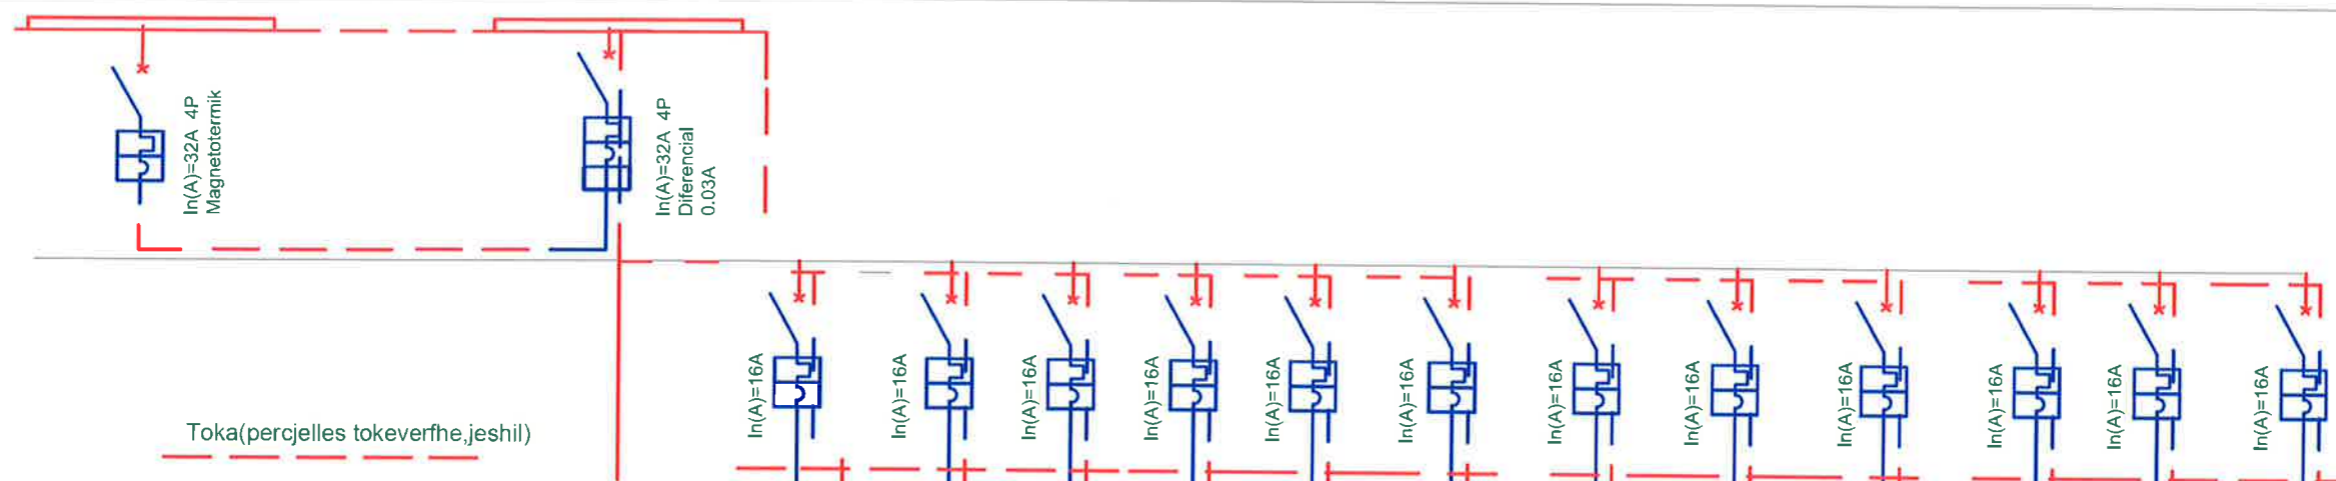 In(A)=32A 4P
Magnetotermik
In(A)=32A 4P
Diferencial
0.03A
In(A)=16A
In(A)=16A
In(A)=16A
In(A)=16A
In(A)=16A
In(A)=16A
In(A)=16A
In(A)=16A
In(A)=16A
In(A)=16A
In(A)=16A
In(A)=16A
Toka(percjelles tokeverfhe,jeshil)